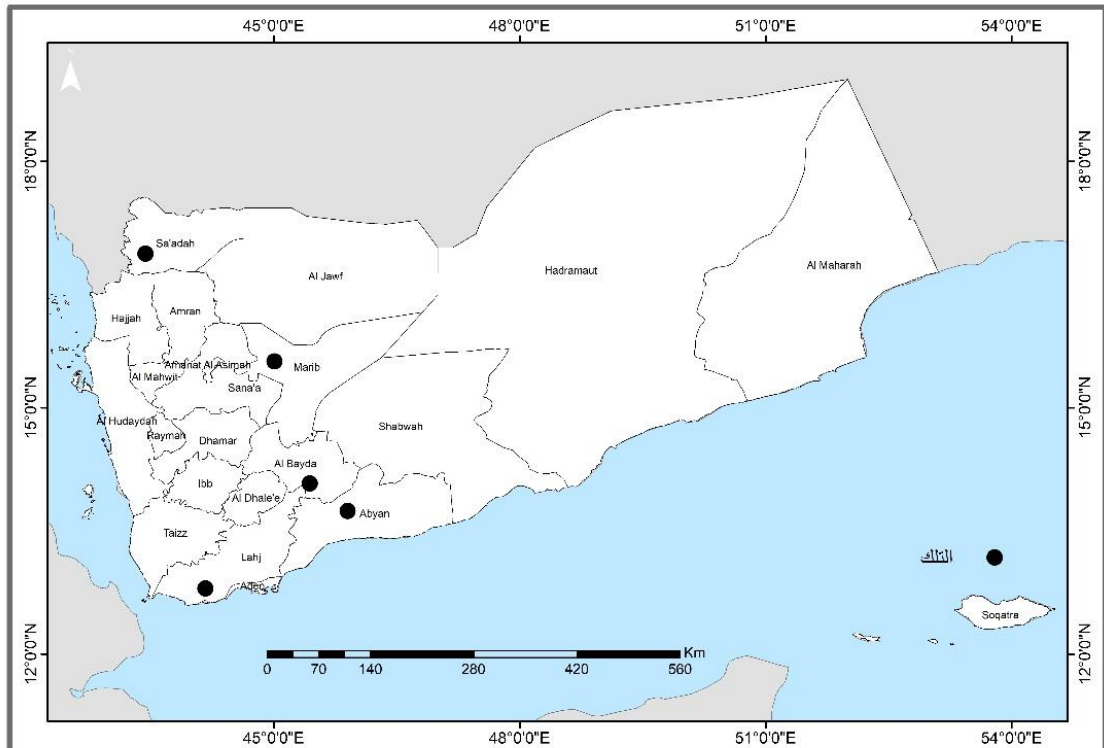 45°0'0"E 48°0'0"E 51°0'0"E 54°0'0"E
18°0'0"N 18°0'0"N
Sa'adah
Al Jawf
Hadramaut
Al Maharah
Hajjah
Amran
Amanat Al Asimah
Marib
Al Mahwit
Sana'a
15°0'0"N 15°0'0"N
Al Hudaydah
Raymah
Dhamar
Shabwah
Al Bayda
Ibb
Al Dhale'e
Abyan
Taizz
Lahj
Aden
Soqatra
12°0'0"N 12°0'0"N
Km
0 70 140 280 420 560
45°0'0"E 48°0'0"E 51°0'0"E 54°0'0"E